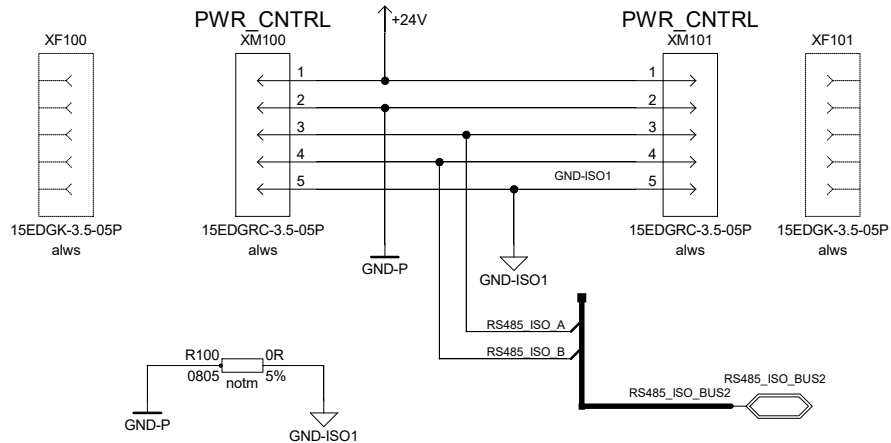 PWR_CNTRL
+24V
PWR_CNTRL
XF100
XM100
XM101
XF101
1
1
2
2
3
3
4
4
5
GND-ISO1
5
15EDGK-3.5-05P
alws
15EDGRC-3.5-05P
alws
15EDGRC-3.5-05P
alws
15EDGK-3.5-05P
alws
GND-P
GND-ISO1
RS485_ISO_A
RS485_ISO_B
R100
0R
0805
notm
5%
GND-P
GND-ISO1
RS485_ISO_BUS2
RS485_ISO_BUS2